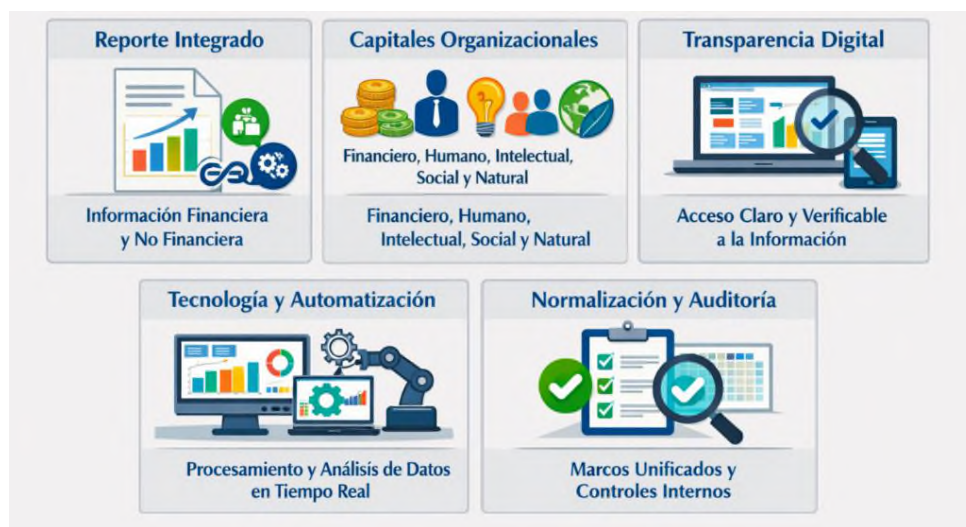 Reporte Integrado
Información Financiera
y No Financiera
Capitales Organizacionales
Financiero, Humano, Intelectual,
Social y Natural
Financiero, Humano,
Intelectual, Social y Natural
Transparencia Digital
Acceso Claro y Verificable
a la Información
Tecnología y Automatización
Procesamiento y Análisis de Datos
en Tiempo Real
Normalización y Auditoría
Marcos Unificados y
Controles Internos